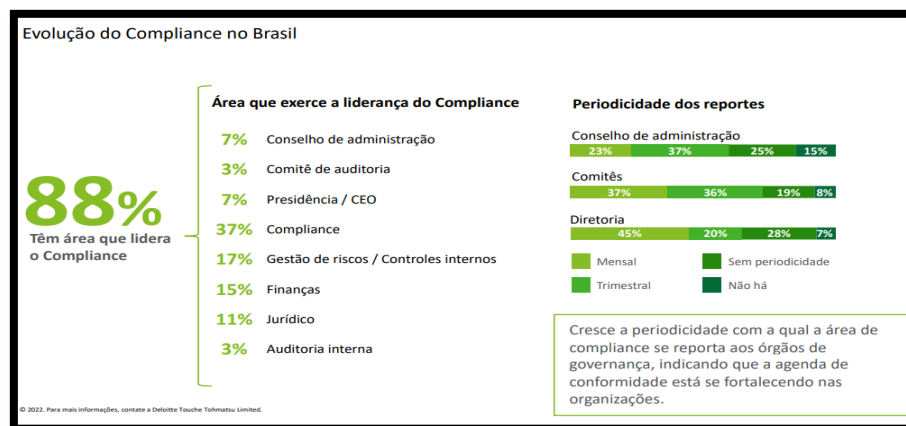 Evolução do Compliance no Brasil
88%
Têm área que lidera
o Compliance
Área que exerce a liderança do Compliance
7% Conselho de administração
3% Comitê de auditoria
7% Presidência / CEO
37% Compliance
17% Gestão de riscos / Controles internos
15% Finanças
11% Jurídico
3% Auditoria interna
Periodicidade dos reportes
Conselho de administração
23% 37% 25% 15%
Comitês
37% 36% 19% 8%
Diretoria
45% 20% 28% 7%
Mensal Sem periodicidade
Trimestral Não há
Cresce a periodicidade com a qual a área de
compliance se reporta aos órgãos de
governança, indicando que a agenda de
conformidade está se fortalecendo nas
organizações.
© 2022. Para mais informações, contate a Deloitte Touche Tohmatsu Limited.